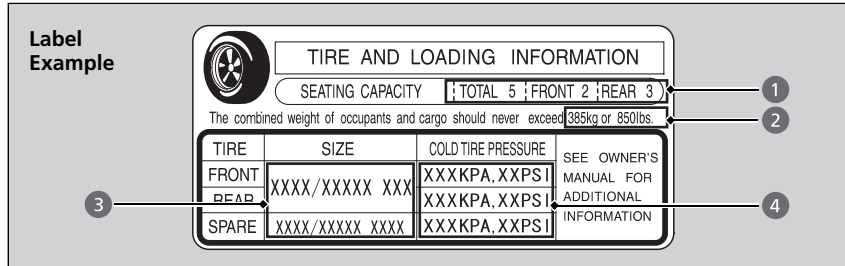 Label
Example
TIRE AND LOADING INFORMATION
SEATING CAPACITY TOTAL 5 FRONT 2 REAR 3
1
The combined weight of occupants and cargo should never exceed 385kg or 850lbs.
2
TIRE SIZE COLD TIRE PRESSURE SEE OWNER'S
MANUAL FOR
ADDITIONAL
INFORMATION
FRONT XXXX/XXXXX XXX XXXKPA,XXPSI
REAR XXXKPA,XXPSI
3
4
SPARE XXXX/XXXXX XXXX XXXKPA,XXPSI